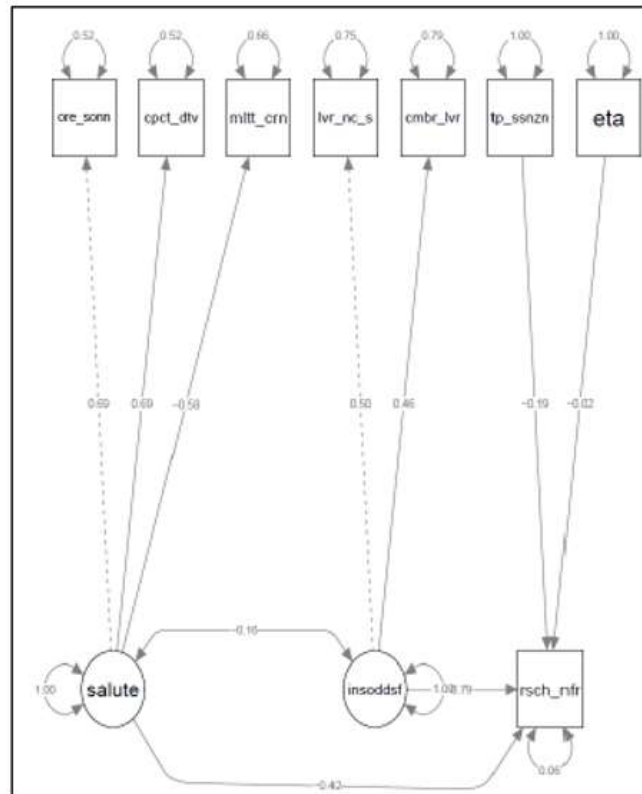 0.52 0.52 0.66 0.75 0.79 1.00 1.00
ore_sonn cpct_dtv mltt_crn lvr_nc_s cmbr_lvr tp_ssnzn eta
0.69 0.69 −0.58 0.50 0.46 −0.19 −0.02
−0.16
1.00 salute insoddsf rsch_nfr
0.06